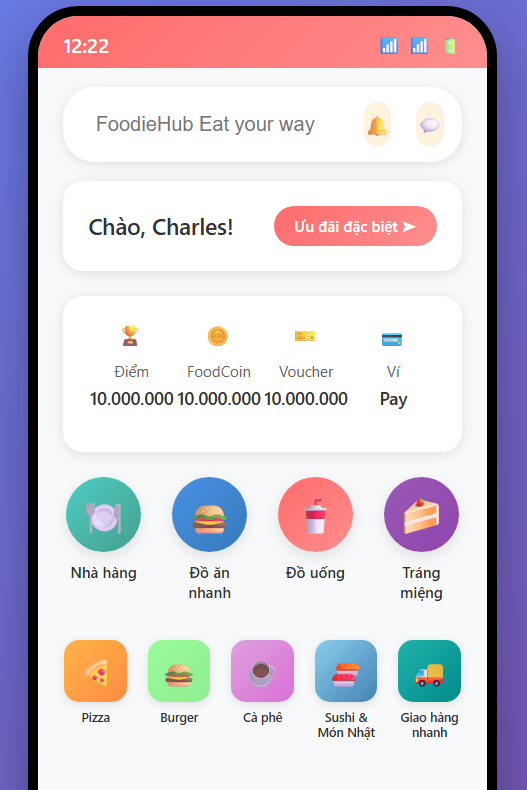 12:22
FoodieHub Eat your way
Chào, Charles!
Ưu đãi đặc biệt ➤
Điểm FoodCoin Voucher Ví
10.000.000 10.000.000 10.000.000 Pay
Nhà hàng
Đồ ăn nhanh
Đồ uống
Tráng miệng
Pizza
Burger
Cà phê
Sushi & Món Nhật
Giao hàng nhanh